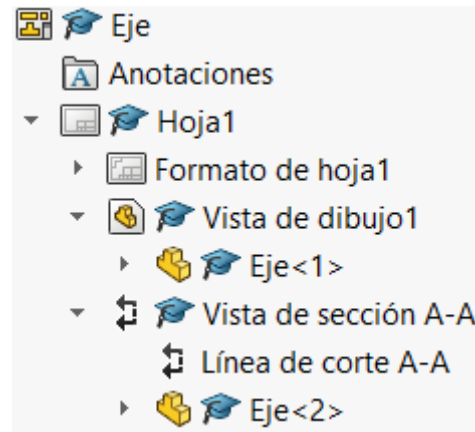 Eje
Anotaciones
Hoja1
Formato de hoja1
Vista de dibujo1
Eje<1>
Vista de sección A-A
Línea de corte A-A
Eje<2>